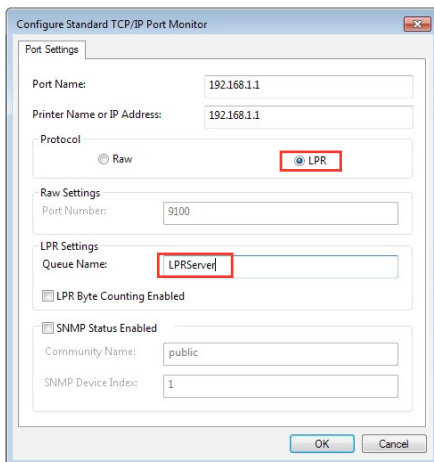 Configure Standard TCP/IP Port Monitor
Port Settings
Port Name: 192.168.1.1
Printer Name or IP Address: 192.168.1.1
Protocol
Raw LPR
Raw Settings
Port Number: 9100
LPR Settings
Queue Name: LPRServer
LPR Byte Counting Enabled
SNMP Status Enabled
Community Name: public
SNMP Device Index: 1
OK Cancel